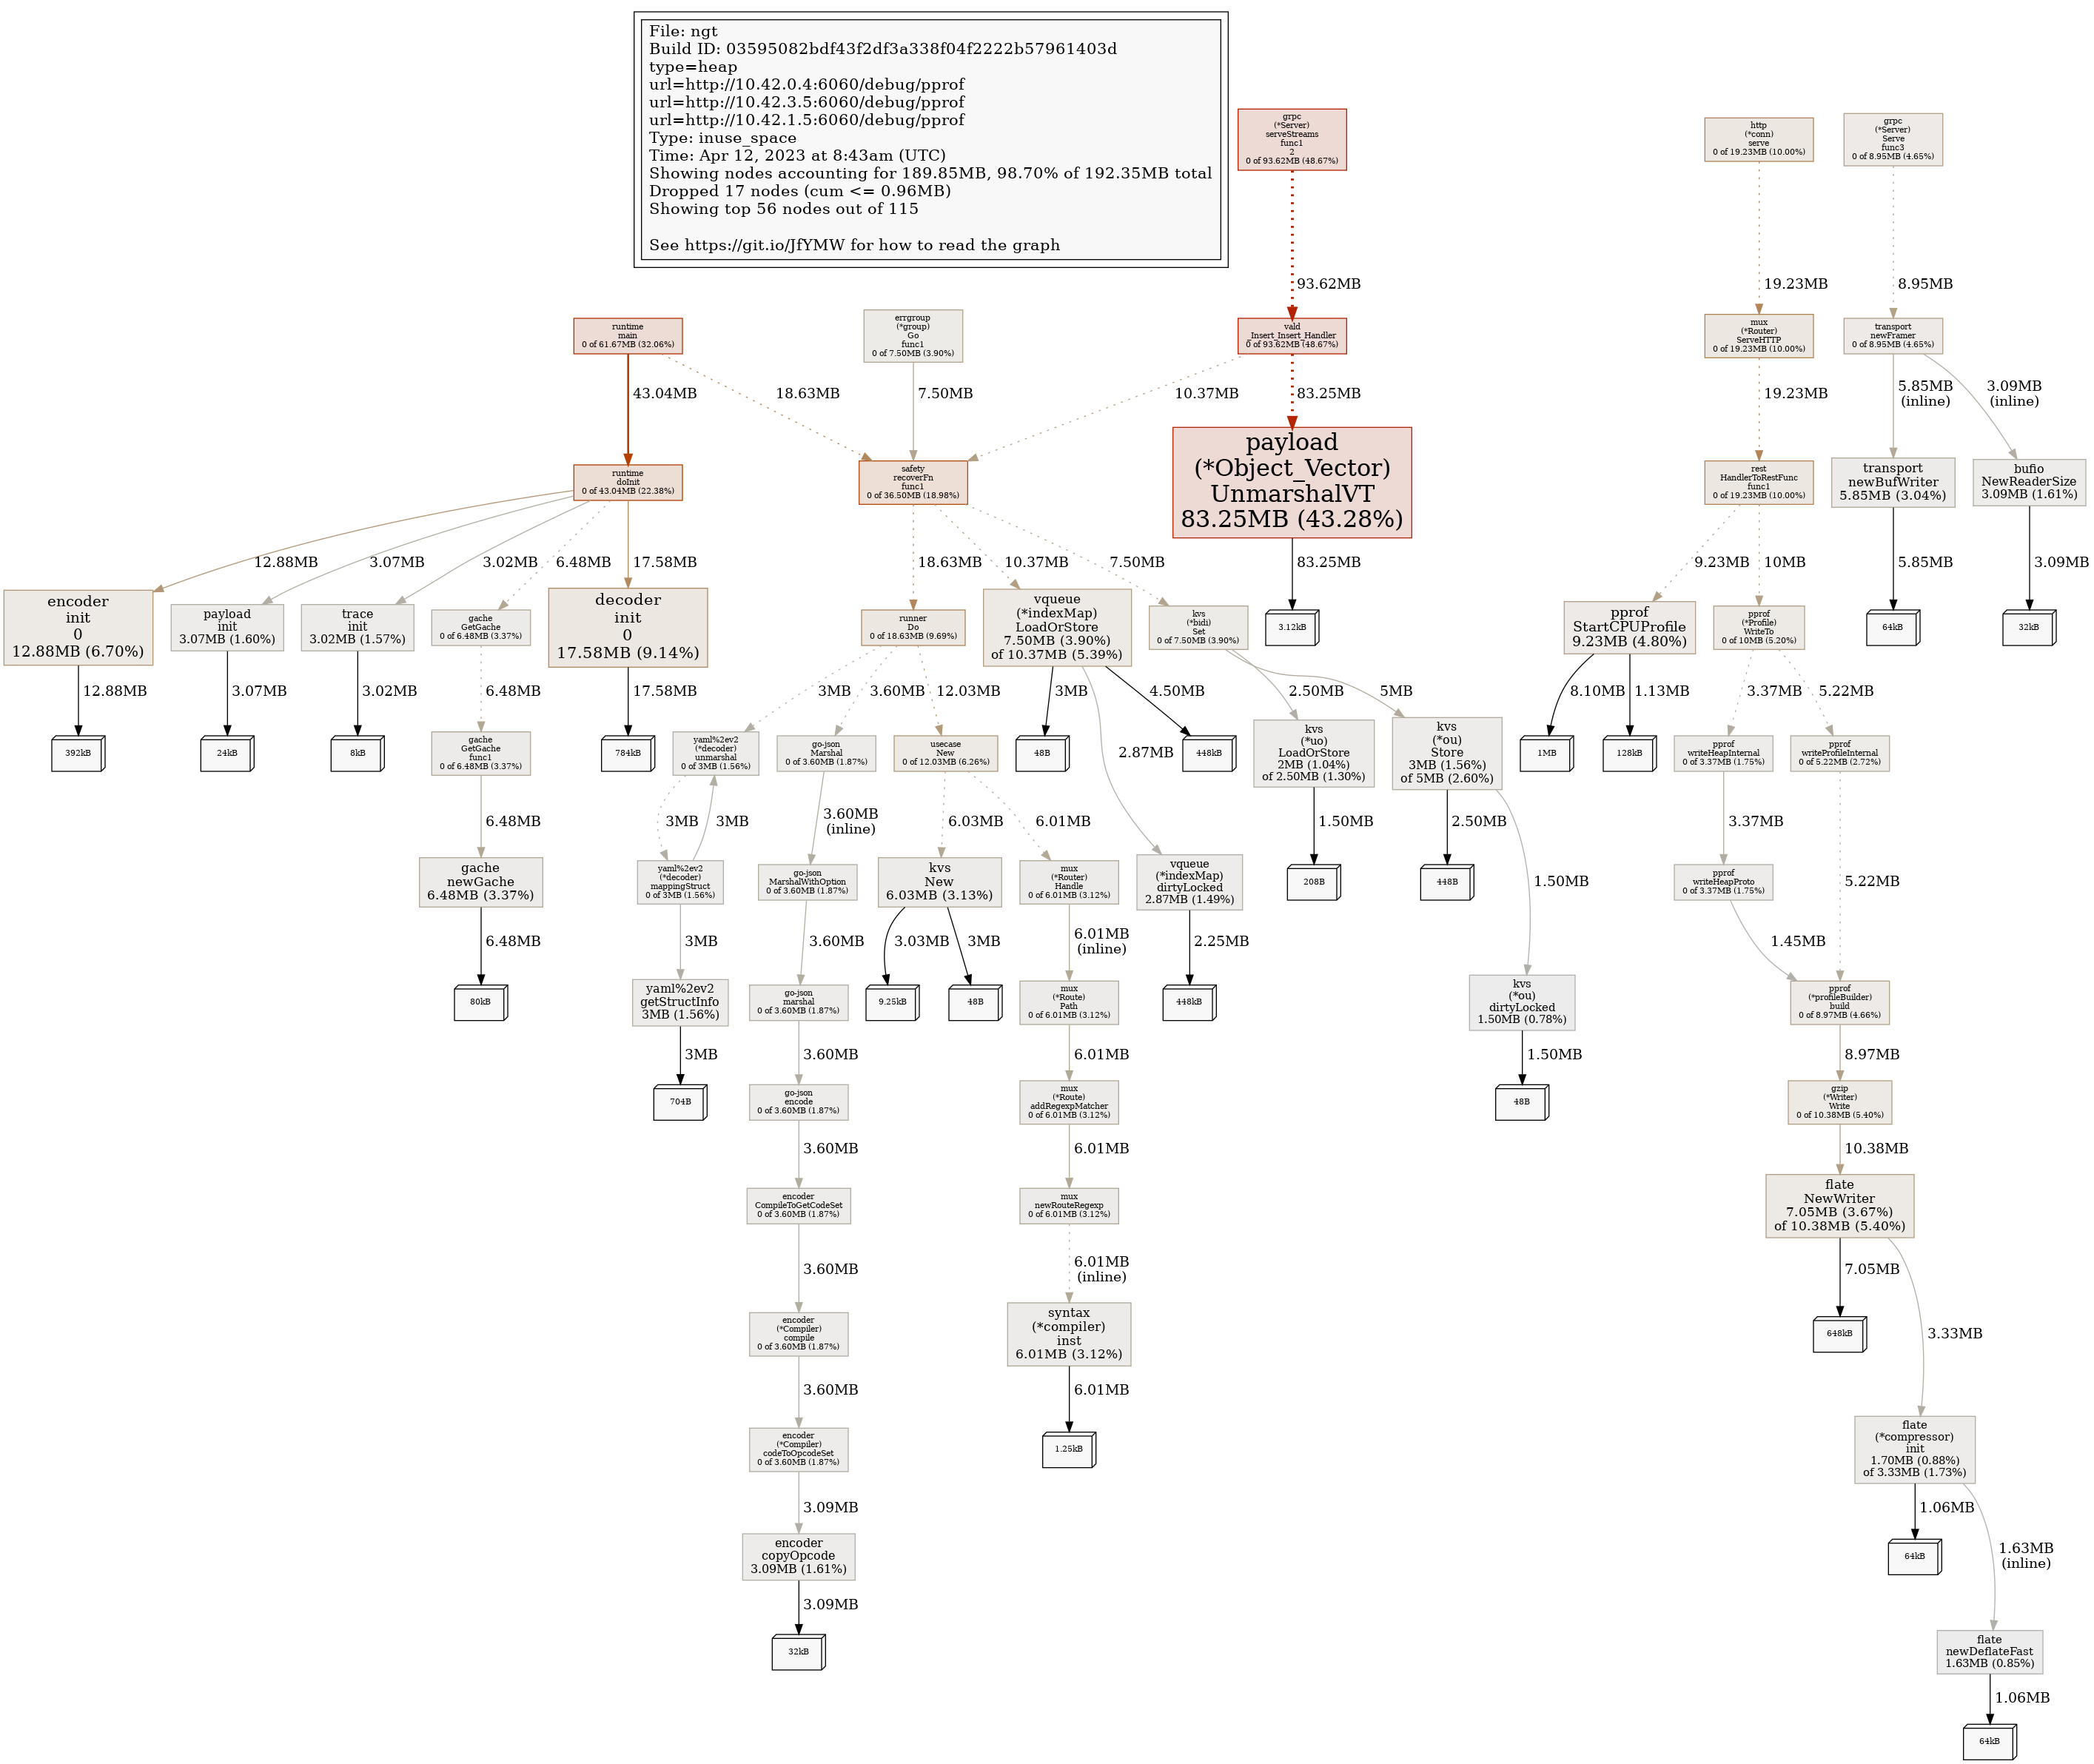 File: ngt
Build ID: 03595082bdf43f2df3a338f04f2222b57961403d
type=heap
url=http://10.42.0.4:6060/debug/pprof
url=http://10.42.3.5:6060/debug/pprof
url=http://10.42.1.5:6060/debug/pprof
Type: inuse_space
Time: Apr 12, 2023 at 8:43am (UTC)
Showing nodes accounting for 189.85MB, 98.70% of 192.35MB total
Dropped 17 nodes (cum <= 0.96MB)
Showing top 56 nodes out of 115
See https://git.io/JfYMW for how to read the graph
grpc
(*Server)
serveStreams
func1
2
0 of 93.62MB (48.67%)
http
(*conn)
serve
0 of 19.23MB (10.00%)
grpc
(*Server)
Serve
func3
0 of 8.95MB (4.65%)
93.62MB
19.23MB
8.95MB
runtime
main
0 of 61.67MB (32.06%)
errgroup
(*group)
Go
func1
0 of 7.50MB (3.90%)
vald
_Insert_Insert_Handler
0 of 93.62MB (48.67%)
mux
(*Router)
ServeHTTP
0 of 19.23MB (10.00%)
transport
newFramer
0 of 8.95MB (4.65%)
43.04MB
18.63MB
7.50MB
10.37MB
83.25MB
19.23MB
5.85MB
(inline)
3.09MB
(inline)
runtime
doInit
0 of 43.04MB (22.38%)
safety
recoverFn
func1
0 of 36.50MB (18.98%)
payload
(*Object_Vector)
UnmarshalVT
83.25MB (43.28%)
rest
HandlerToRestFunc
func1
0 of 19.23MB (10.00%)
transport
newBufWriter
5.85MB (3.04%)
bufio
NewReaderSize
3.09MB (1.61%)
12.88MB
3.07MB
3.02MB
6.48MB
17.58MB
18.63MB
10.37MB
7.50MB
83.25MB
9.23MB
10MB
5.85MB
3.09MB
encoder
init
0
12.88MB (6.70%)
payload
init
3.07MB (1.60%)
trace
init
3.02MB (1.57%)
gache
GetGache
0 of 6.48MB (3.37%)
decoder
init
0
17.58MB (9.14%)
runner
Do
0 of 18.63MB (9.69%)
vqueue
(*indexMap)
LoadOrStore
7.50MB (3.90%)
of 10.37MB (5.39%)
kvs
(*bidi)
Set
0 of 7.50MB (3.90%)
3.12kB
pprof
StartCPUProfile
9.23MB (4.80%)
pprof
(*Profile)
WriteTo
0 of 10MB (5.20%)
64kB
32kB
12.88MB
3.07MB
3.02MB
6.48MB
17.58MB
3MB
3.60MB
12.03MB
3MB
2.87MB
4.50MB
2.50MB
5MB
8.10MB
1.13MB
3.37MB
5.22MB
392kB
24kB
8kB
gache
GetGache
func1
0 of 6.48MB (3.37%)
784kB
yaml%2ev2
(*decoder)
unmarshal
0 of 3MB (1.56%)
go-json
Marshal
0 of 3.60MB (1.87%)
usecase
New
0 of 12.03MB (6.26%)
48B
448kB
kvs
(*uo)
LoadOrStore
2MB (1.04%)
of 2.50MB (1.30%)
kvs
(*ou)
Store
3MB (1.56%)
of 5MB (2.60%)
1MB
128kB
pprof
writeHeapInternal
0 of 3.37MB (1.75%)
pprof
writeProfileInternal
0 of 5.22MB (2.72%)
6.48MB
3MB
3MB
3.60MB
(inline)
6.03MB
6.01MB
1.50MB
2.50MB
1.50MB
3.37MB
5.22MB
gache
newGache
6.48MB (3.37%)
yaml%2ev2
(*decoder)
mappingStruct
0 of 3MB (1.56%)
go-json
MarshalWithOption
0 of 3.60MB (1.87%)
kvs
New
6.03MB (3.13%)
mux
(*Router)
Handle
0 of 6.01MB (3.12%)
vqueue
(*indexMap)
dirtyLocked
2.87MB (1.49%)
208B
448B
pprof
writeHeapProto
0 of 3.37MB (1.75%)
6.48MB
3MB
3.60MB
3.03MB
3MB
6.01MB
(inline)
2.25MB
1.45MB
80kB
yaml%2ev2
getStructInfo
3MB (1.56%)
go-json
marshal
0 of 3.60MB (1.87%)
9.25kB
48B
mux
(*Route)
Path
0 of 6.01MB (3.12%)
448kB
kvs
(*ou)
dirtyLocked
1.50MB (0.78%)
pprof
(*profileBuilder)
build
0 of 8.97MB (4.66%)
3MB
3.60MB
6.01MB
1.50MB
8.97MB
704B
go-json
encode
0 of 3.60MB (1.87%)
mux
(*Route)
addRegexpMatcher
0 of 6.01MB (3.12%)
48B
gzip
(*Writer)
Write
0 of 10.38MB (5.40%)
3.60MB
6.01MB
10.38MB
encoder
CompileToGetCodeSet
0 of 3.60MB (1.87%)
mux
newRouteRegexp
0 of 6.01MB (3.12%)
flate
NewWriter
7.05MB (3.67%)
of 10.38MB (5.40%)
3.60MB
6.01MB
(inline)
7.05MB
3.33MB
encoder
(*Compiler)
compile
0 of 3.60MB (1.87%)
syntax
(*compiler)
inst
6.01MB (3.12%)
648kB
3.60MB
6.01MB
encoder
(*Compiler)
codeToOpcodeSet
0 of 3.60MB (1.87%)
1.25kB
flate
(*compressor)
init
1.70MB (0.88%)
of 3.33MB (1.73%)
3.09MB
1.06MB
1.63MB
(inline)
encoder
copyOpcode
3.09MB (1.61%)
64kB
3.09MB
32kB
flate
newDeflateFast
1.63MB (0.85%)
1.06MB
64kB